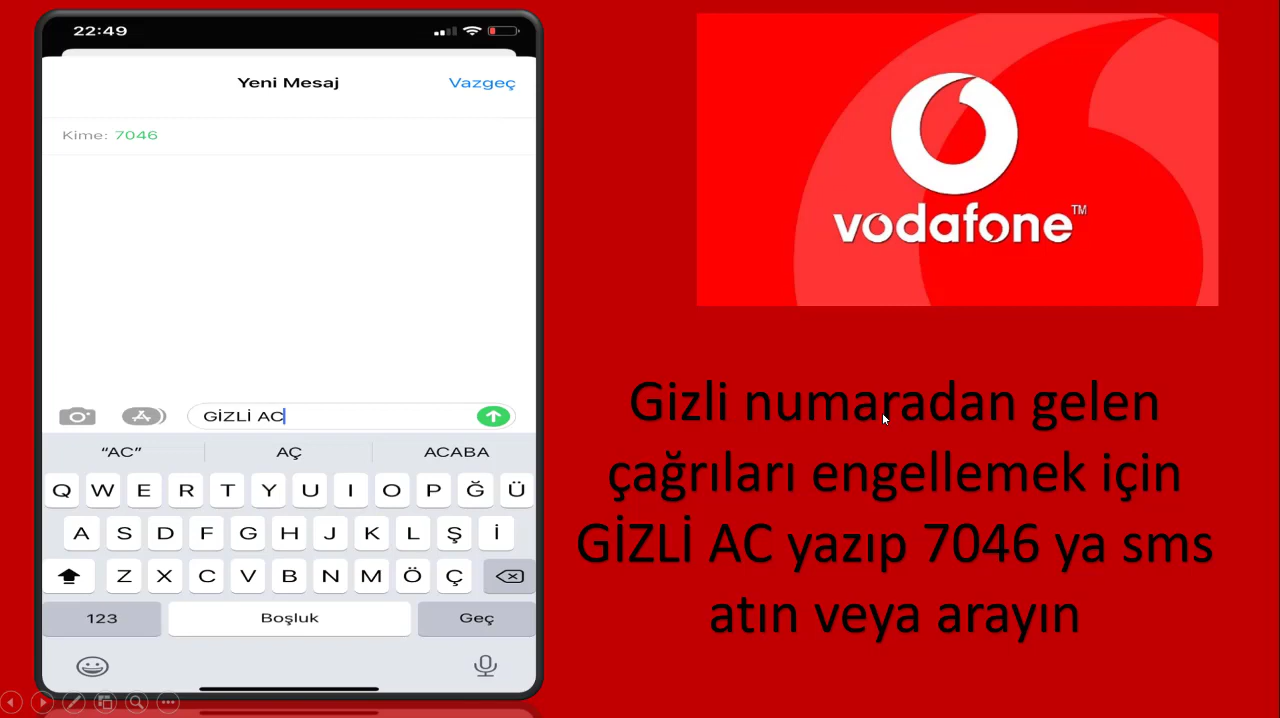 22:49
Yeni Mesaj
Vazgeç
Kime: 7046
GİZLİ AC
“AC”
AÇ
ACABA
Q W E R T Y U I O P Ğ Ü
A S D F G H J K L Ş İ
Z X C V B N M Ö Ç
123
Boşluk
Geç
vodafone™
Gizli numaradan gelen
çağrıları engellemek için
GİZLİ AC yazıp 7046 ya sms
atın veya arayın